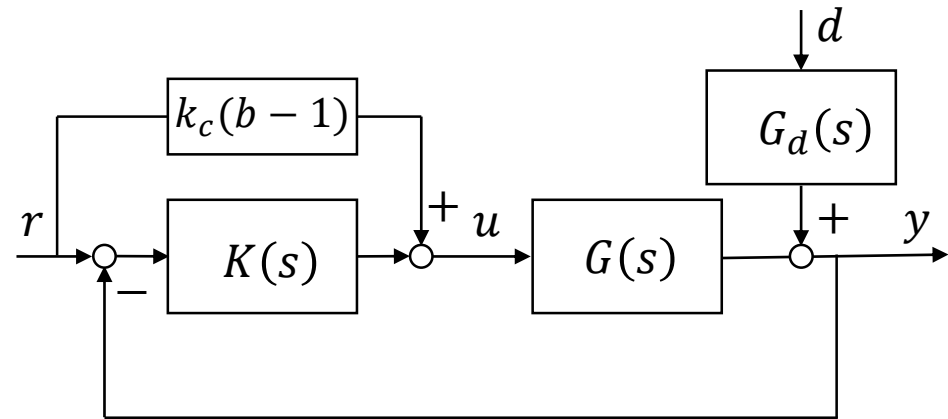 d
k_c(b − 1)
G_d(s)
r
K(s)
+
u
G(s)
+
y
−